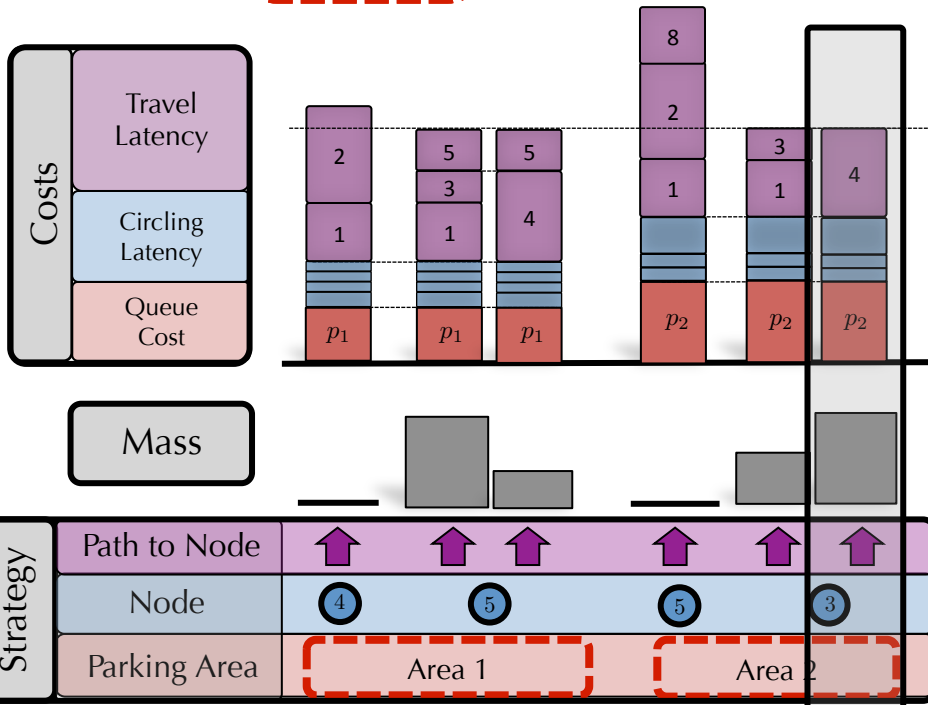 Costs
Travel
Latency
Circling
Latency
Queue
Cost
2
1
p1
5
3
1
p1
5
4
p1
8
2
1
p2
3
1
p2
4
p2
Mass
Strategy
Path to Node
Node
4
5
5
3
Parking Area
Area 1
Area 2